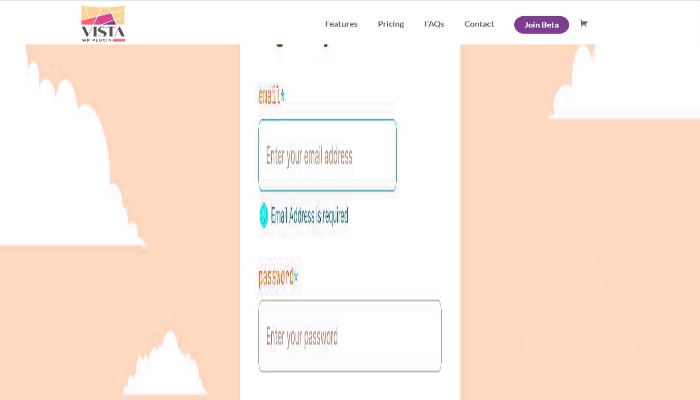 VISTA
WP PLUGIN
Features
Pricing
FAQs
Contact
Join Beta
email*
Enter your email address
Email Address is required
password*
Enter your password